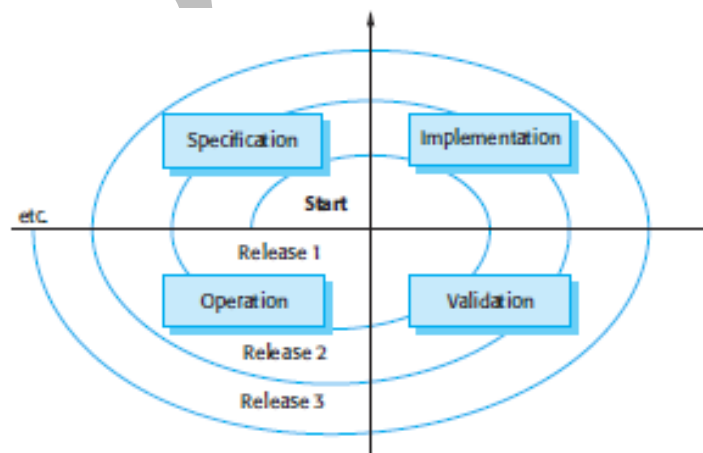 Specification
Implementation
Start
etc.
Release 1
Operation
Validation
Release 2
Release 3